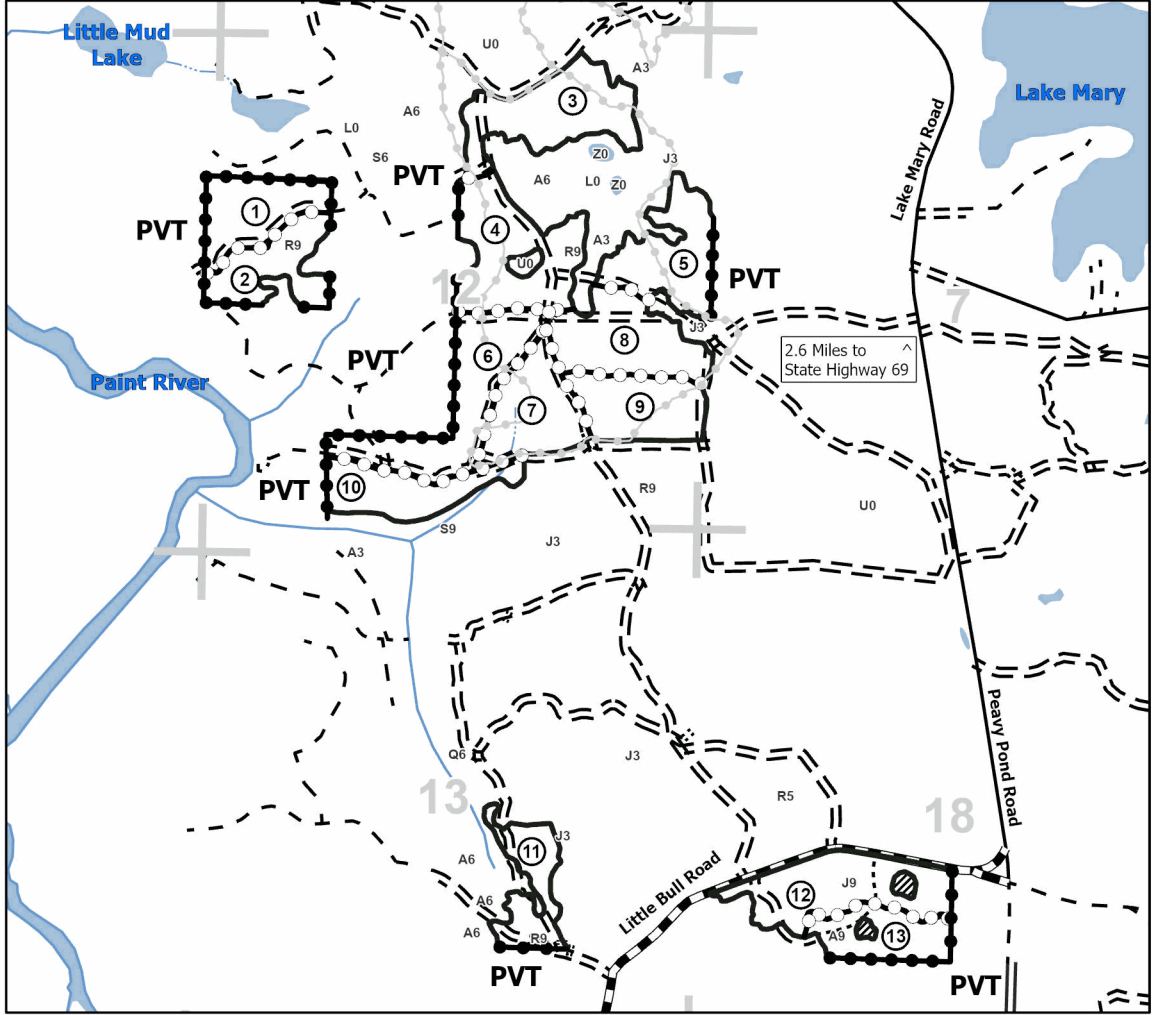 Little Mud
Lake
U0
A3
A6
3
Lake Mary
L0
S6
Z0
J3
PVT
A6
L0
Z0
Lake Mary Road
1
PVT
R9
4
R9
A3
2
U0
5
PVT
12
7
J3
8
2.6 Miles to ^
State Highway 69
6
PVT
Paint River
9
7
10
PVT
R9
U0
S9
J3
A3
Peavy Pond Road
Q6
J3
13
R5
18
J3
11
A6
Little Bull Road
J9
12
A6
A6
R9
A9
13
PVT
PVT